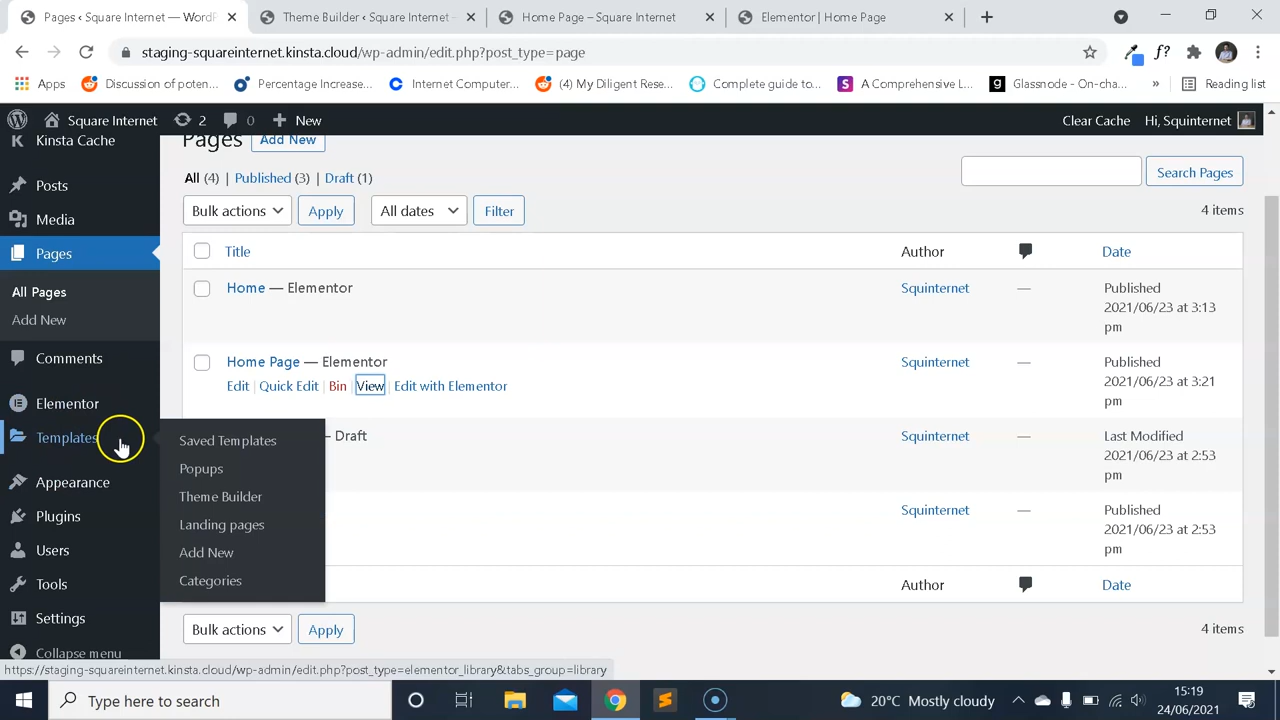 Pages ‹ Square Internet — WordP
Theme Builder ‹ Square Internet -
Home Page – Square Internet
Elementor | Home Page
staging-squareinternet.kinsta.cloud/wp-admin/edit.php?post_type=page
f?
Apps
Discussion of poten...
Percentage Increase...
Internet Computer...
(4) My Diligent Rese...
Complete guide to...
A Comprehensive L...
g
Glassnode - On-cha...
»
Reading list
Square Internet
2
0
New
Clear Cache
Hi, Squinternet
Kinsta Cache
Posts
Media
Pages
All Pages
Add New
Comments
Elementor
Templates
Appearance
Plugins
Users
Tools
Settings
Collapse menu
Saved Templates
Popups
Theme Builder
Landing pages
Add New
Categories
Pages
Add New
All (4) | Published (3) | Draft (1)
Search Pages
Bulk actions
Apply
All dates
Filter
4 items
Title
Author
Date
Home — Elementor
Squinternet
—
Published
2021/06/23 at 3:13
pm
Home Page — Elementor
Edit | Quick Edit | Bin | View | Edit with Elementor
Squinternet
—
Published
2021/06/23 at 3:21
pm
— Draft
Squinternet
—
Last Modified
2021/06/23 at 2:53
pm
Squinternet
—
Published
2021/06/23 at 2:53
pm
Author
Date
Bulk actions
Apply
4 items
https://staging-squareinternet.kinsta.cloud/wp-admin/edit.php?post_type=elementor_library&tabs_group=library
Type here to search
20°C Mostly cloudy
15:19
24/06/2021